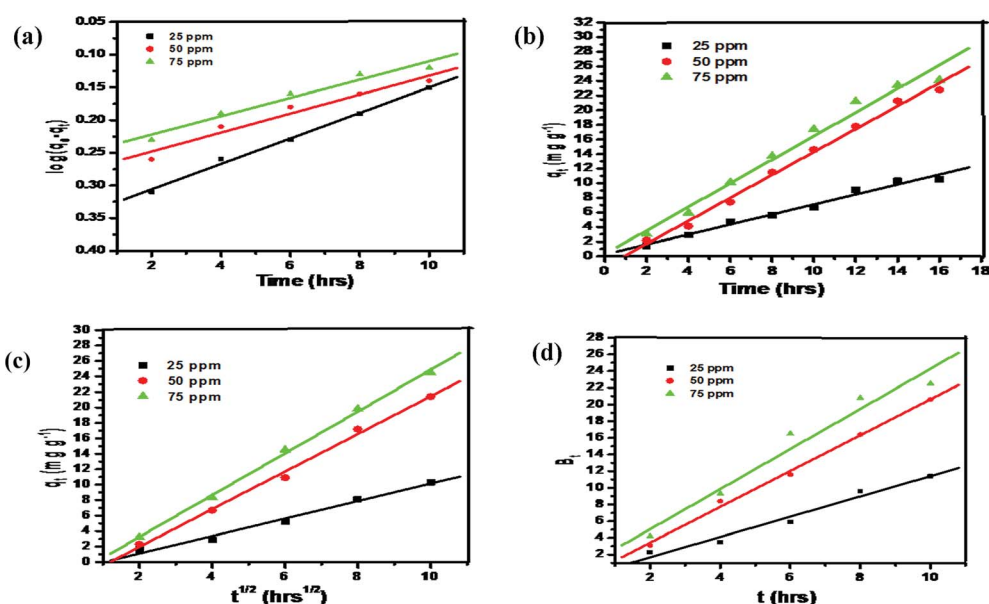 (a)
25 ppm
50 ppm
75 ppm
0.05
0.10
0.15
0.20
0.25
0.30
0.35
0.40
log(qe-qt)
2 4 6 8 10
Time (hrs)
(b)
25 ppm
50 ppm
75 ppm
32
30
28
26
24
22
20
18
16
14
12
10
8
6
4
2
0
qt (mg g-1)
0 2 4 6 8 10 12 14 16 18
Time (hrs)
(c)
25 ppm
50 ppm
75 ppm
30
28
26
24
22
20
18
16
14
12
10
8
6
4
2
0
qt (mg g-1)
2 4 6 8 10
t1/2 (hrs1/2)
(d)
25 ppm
50 ppm
75 ppm
28
26
24
22
20
18
16
14
12
10
8
6
4
2
Bt
2 4 6 8 10
t (hrs)